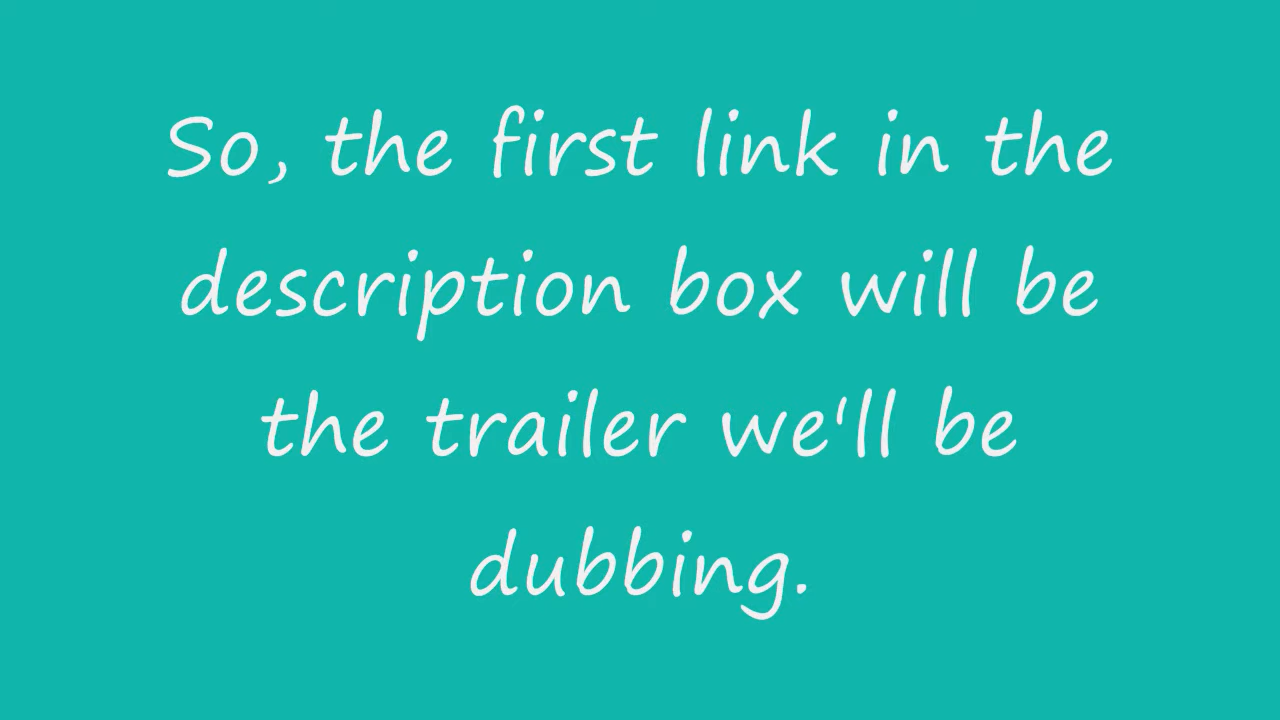 So, the first link in the
description box will be
the trailer we'll be
dubbing.